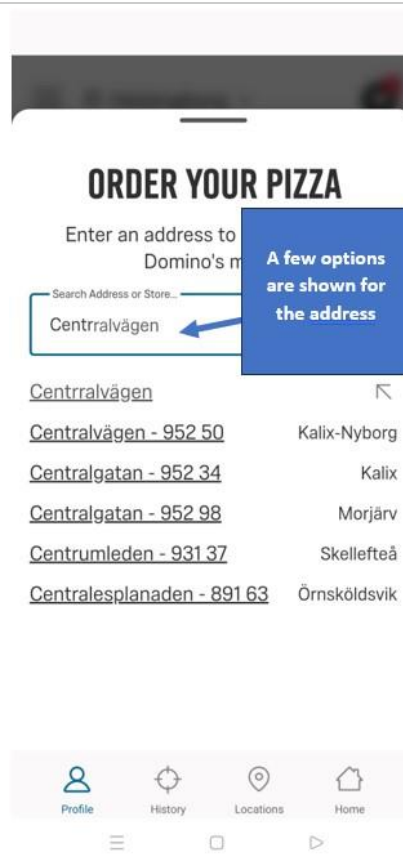 ORDER YOUR PIZZA
Enter an address to
Domino's m
A few options
are shown for
the address
Search Address or Store...
Centrralvägen
Centrralvägen
Centralvägen - 952 50 Kalix-Nyborg
Centralgatan - 952 34 Kalix
Centralgatan - 952 98 Morjärv
Centrumleden - 931 37 Skellefteå
Centralesplanaden - 891 63 Örnsköldsvik
Profile History Locations Home